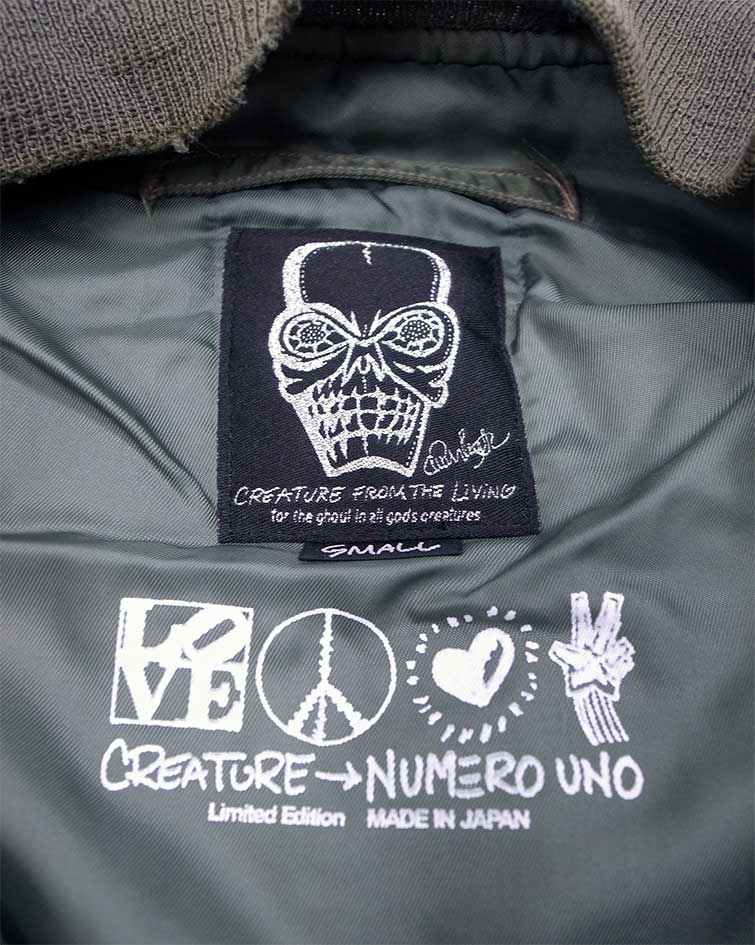 CREATURE FROM THE LIVING
for the ghoul in all gods creatures
SMALL
LO
VE
CREATURE → NUMERO UNO
Limited Edition MADE IN JAPAN